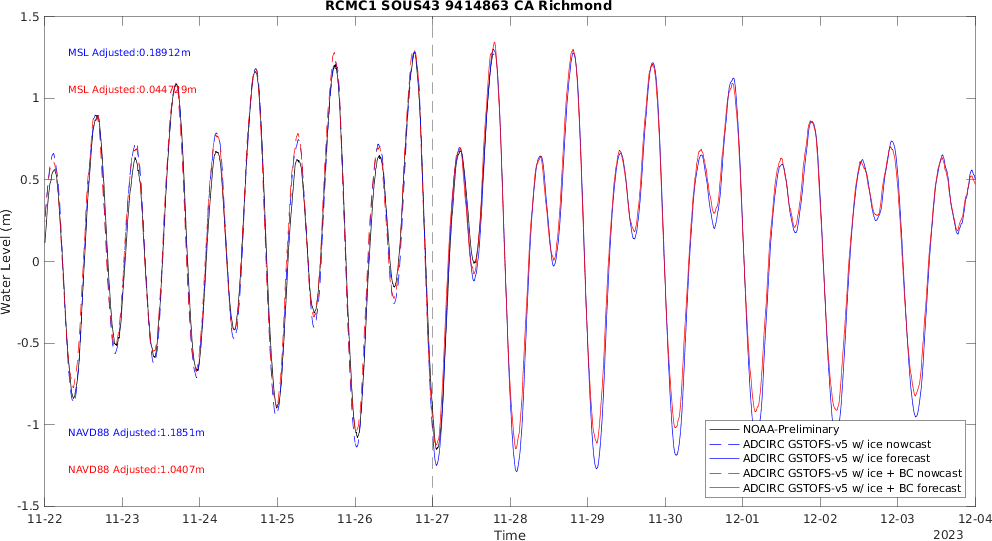 RCMC1 SOUS43 9414863 CA Richmond
1.5
1
0.5
0
-0.5
-1
-1.5
Water Level (m)
MSL Adjusted:0.18912m
MSL Adjusted:0.044719m
NAVD88 Adjusted:1.1851m
NAVD88 Adjusted:1.0407m
NOAA-Preliminary
ADCIRC GSTOFS-v5 w/ ice nowcast
ADCIRC GSTOFS-v5 w/ ice forecast
ADCIRC GSTOFS-v5 w/ ice + BC nowcast
ADCIRC GSTOFS-v5 w/ ice + BC forecast
11-22 11-23 11-24 11-25 11-26 11-27 11-28 11-29 11-30 12-01 12-02 12-03 12-04
Time
2023